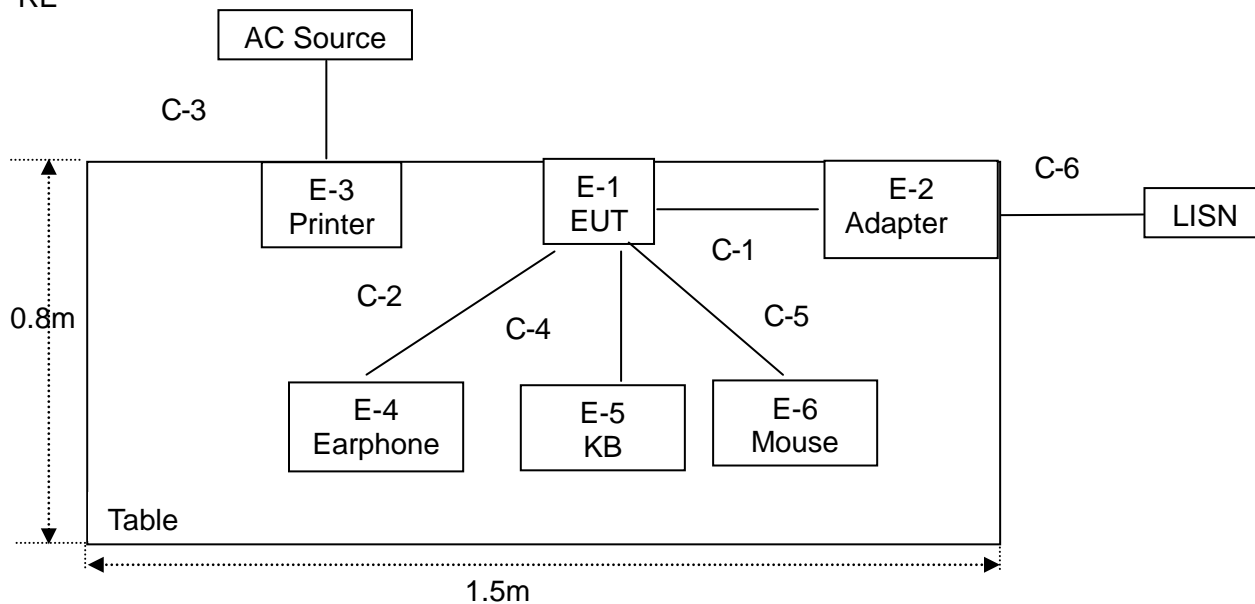 AC Source
C-3
C-6
E-3
Printer
E-1
EUT
E-2
Adapter
LISN
C-1
C-2
C-4
C-5
0.8m
E-4
Earphone
E-5
KB
E-6
Mouse
Table
1.5m